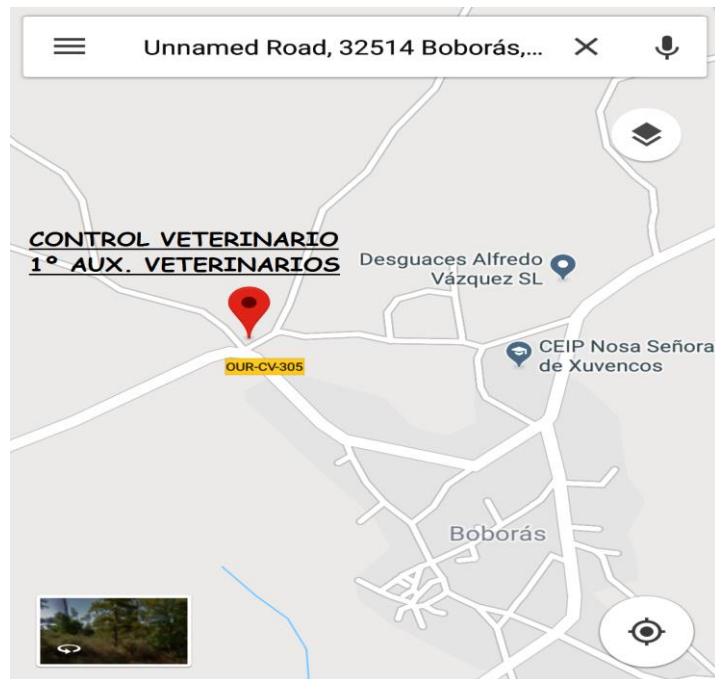 Unnamed Road, 32514 Boborás,...
CONTROL VETERINARIO
1º AUX. VETERINARIOS
Desguaces Alfredo
Vázquez SL
OUR-CV-305
CEIP Nosa Señora
de Xuvencos
Boborás